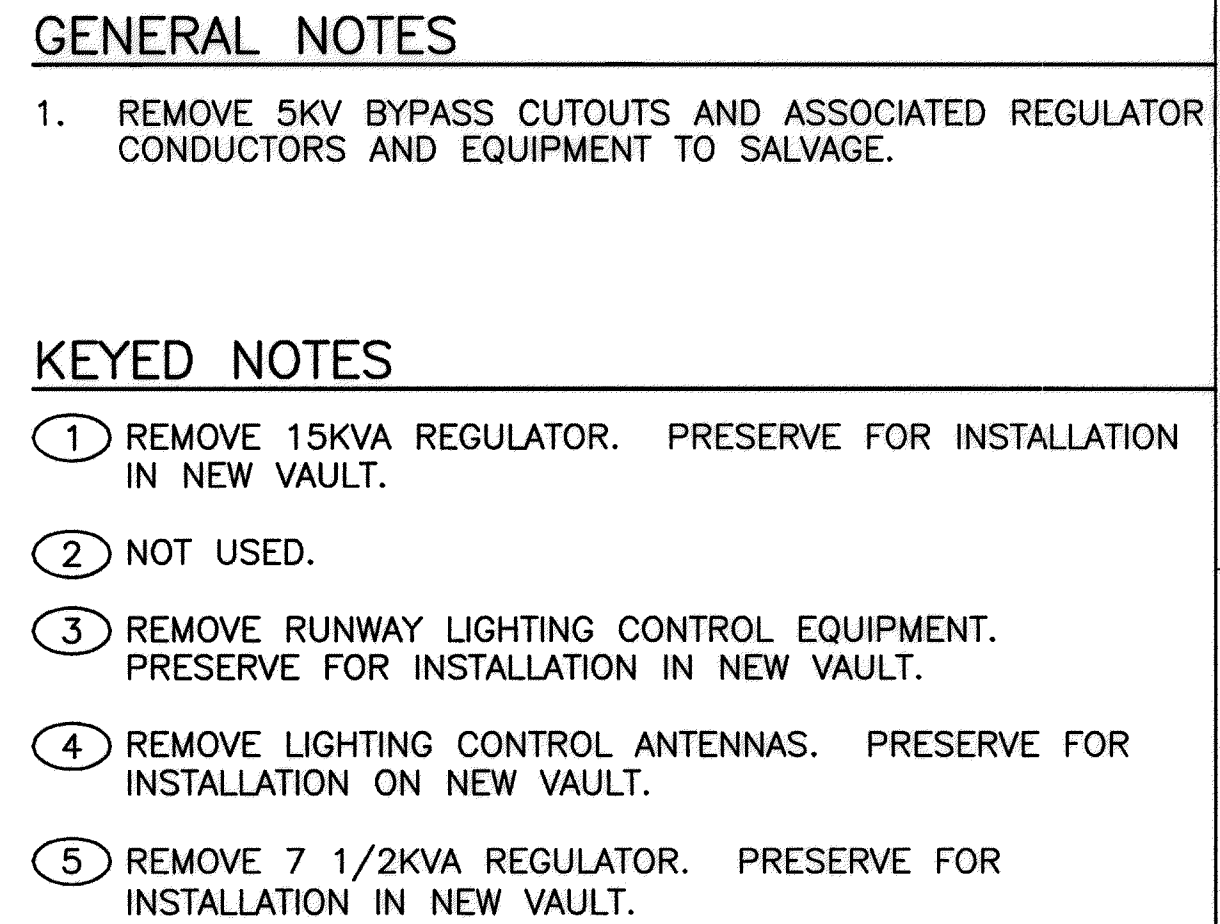 GENERAL NOTES
1. REMOVE 5KV BYPASS CUTOUTS AND ASSOCIATED REGULATOR
CONDUCTORS AND EQUIPMENT TO SALVAGE.
KEYED NOTES
1 REMOVE 15KVA REGULATOR. PRESERVE FOR INSTALLATION
IN NEW VAULT.
2 NOT USED.
3 REMOVE RUNWAY LIGHTING CONTROL EQUIPMENT.
PRESERVE FOR INSTALLATION IN NEW VAULT.
4 REMOVE LIGHTING CONTROL ANTENNAS. PRESERVE FOR
INSTALLATION ON NEW VAULT.
5 REMOVE 7 1/2KVA REGULATOR. PRESERVE FOR
INSTALLATION IN NEW VAULT.